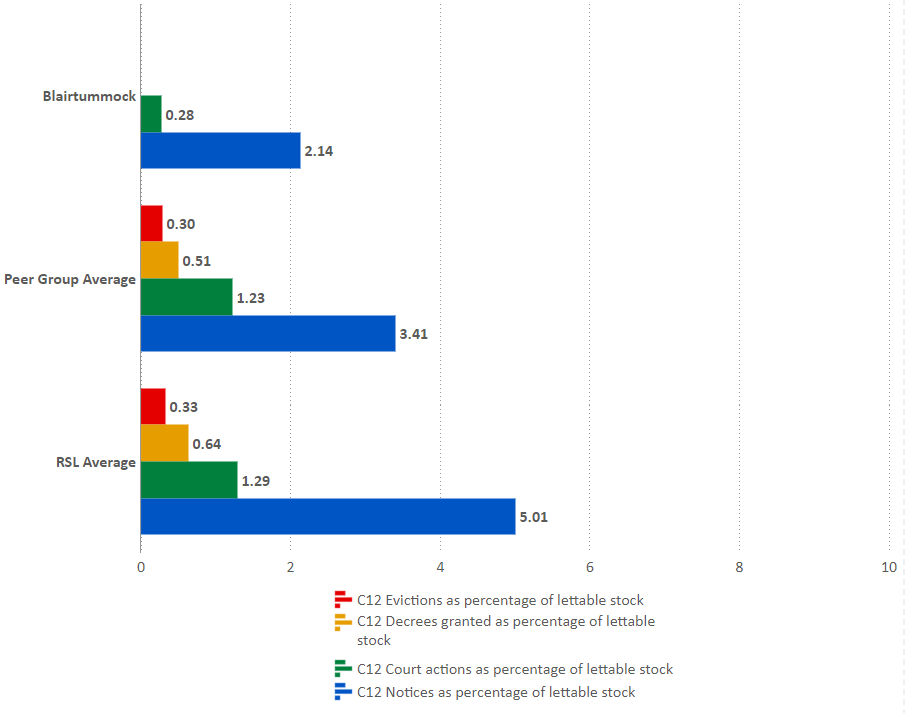 Blairtummock
0.28
2.14
0.30
0.51
Peer Group Average
1.23
3.41
0.33
0.64
RSL Average
1.29
5.01
0 2 4 6 8 10
C12 Evictions as percentage of lettable stock
C12 Decrees granted as percentage of lettable
stock
C12 Court actions as percentage of lettable stock
C12 Notices as percentage of lettable stock